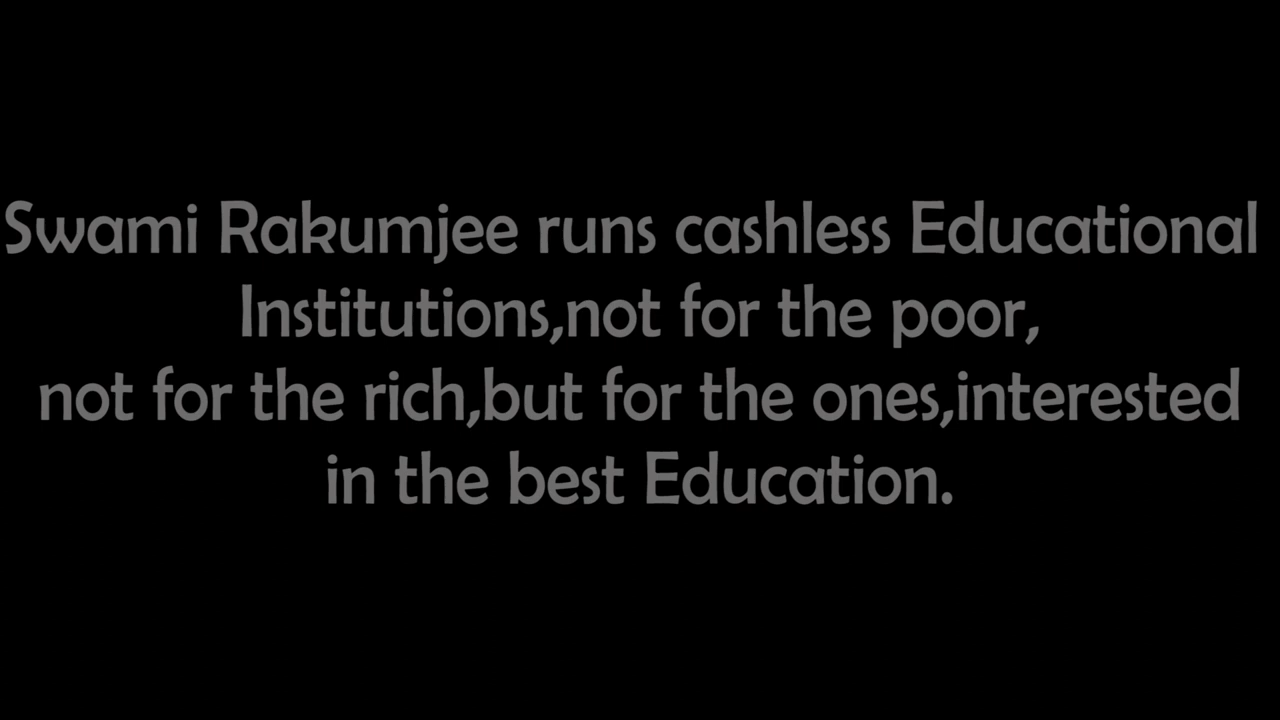 Swami Rakumjee runs cashless Educational
Institutions,not for the poor,
not for the rich,but for the ones,interested
in the best Education.